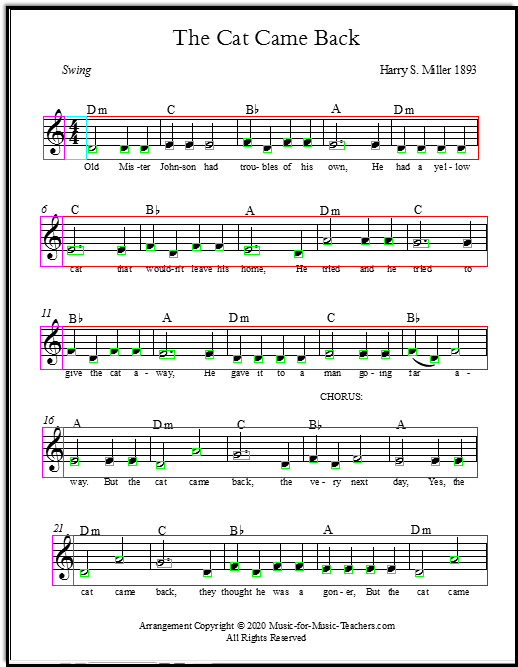 The Cat Came Back
Swing Harry S. Miller 1893
Dm C B♭ A Dm
4
4
Old Mis-ter John-son had trou-bles of his own, He had a yel-low
6 C B♭ A Dm C
cat that would-n't leave his home, He tried and he tried to
11 B♭ A Dm C B♭
give the cat a-way, He gave it to a man go-ing far a-
CHORUS:
16 A Dm C B♭ A
way. But the cat came back, the ve-ry next day, Yes, the
21 Dm C B♭ A Dm
cat came back, they thought he was a gon-er, But the cat came
Arrangement Copyright © 2020 Music-for-Music-Teachers.com
All Rights Reserved